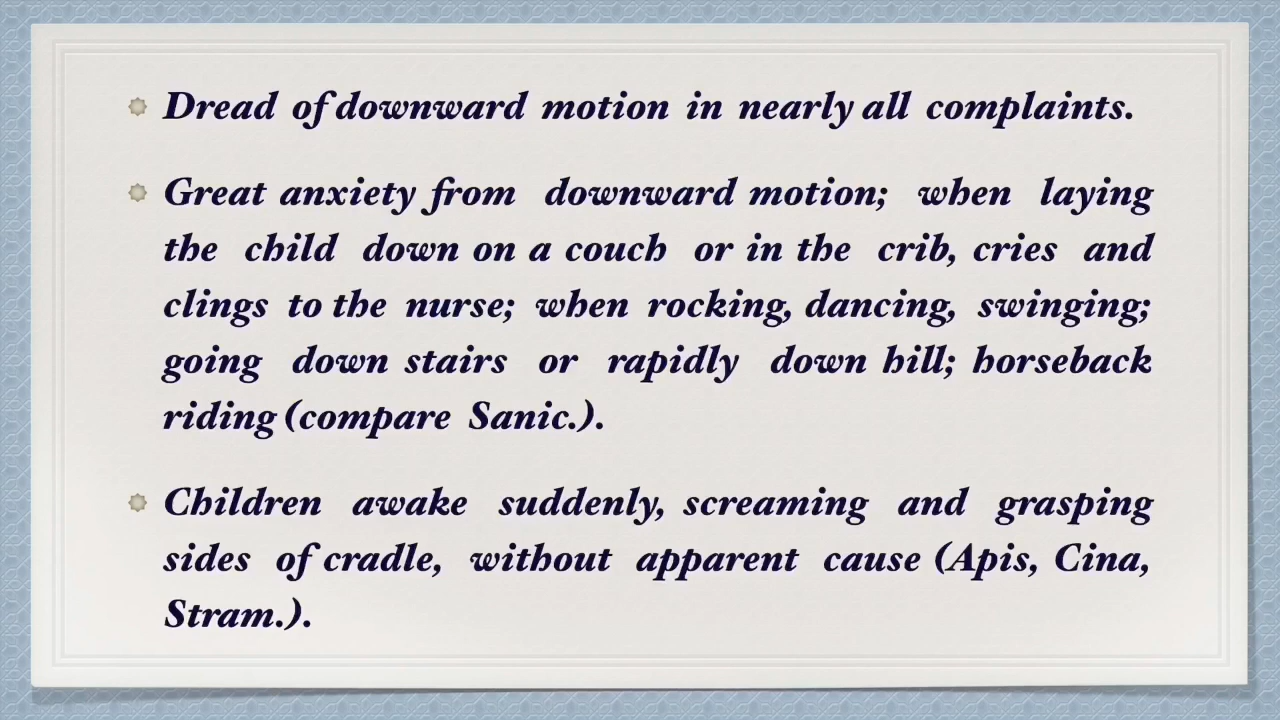 Dread of downward motion in nearly all complaints.
Great anxiety from downward motion; when laying
the child down on a couch or in the crib, cries and
clings to the nurse; when rocking, dancing, swinging;
going down stairs or rapidly down hill; horseback
riding (compare Sanic.).
Children awake suddenly, screaming and grasping
sides of cradle, without apparent cause (Apis, Cina,
Stram.).